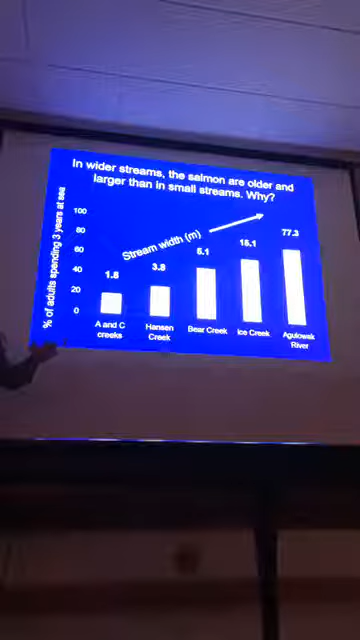 In wider streams, the salmon are older and
larger than in small streams. Why?
% of adults spending 3 years at sea
100
80
60
40
20
0
Stream width (m)
1.8
3.8
5.1
15.1
77.3
A and C
creeks
Hansen
Creek
Bear Creek
Ice Creek
Agulowak
River